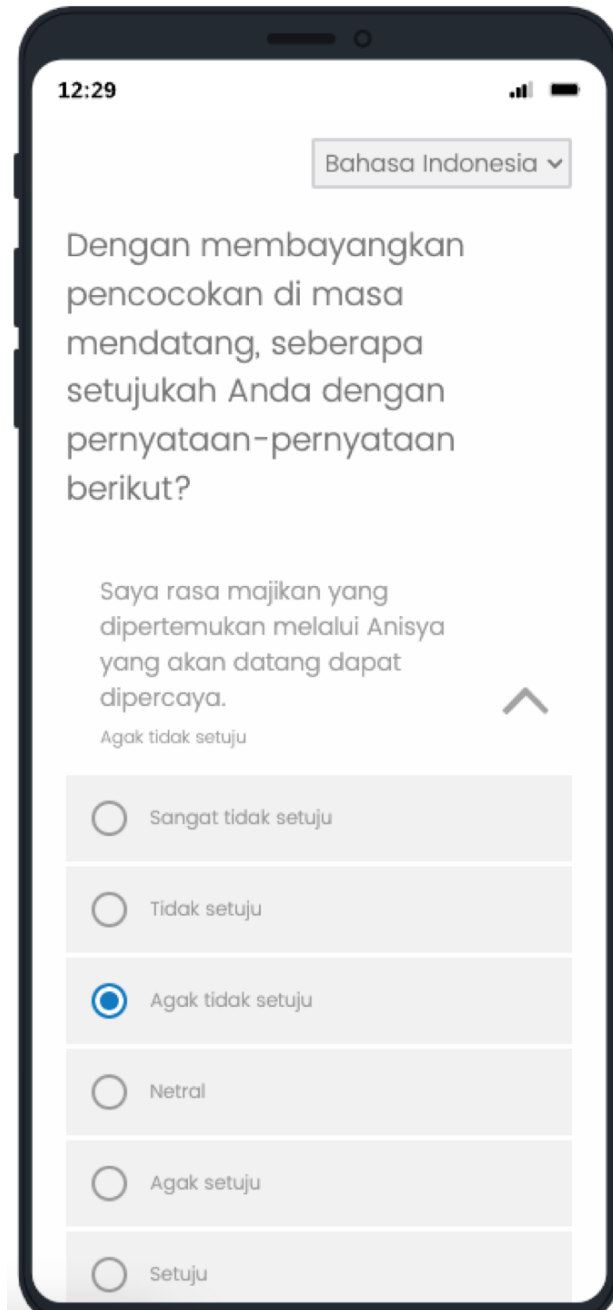 12:29
Bahasa Indonesia
Dengan membayangkan
pencocokan di masa
mendatang, seberapa
setujukah Anda dengan
pernyataan-pernyataan
berikut?
Saya rasa majikan yang
dipertemukan melalui Anisya
yang akan datang dapat
dipercaya.
Agak tidak setuju
Sangat tidak setuju
Tidak setuju
Agak tidak setuju
Netral
Agak setuju
Setuju